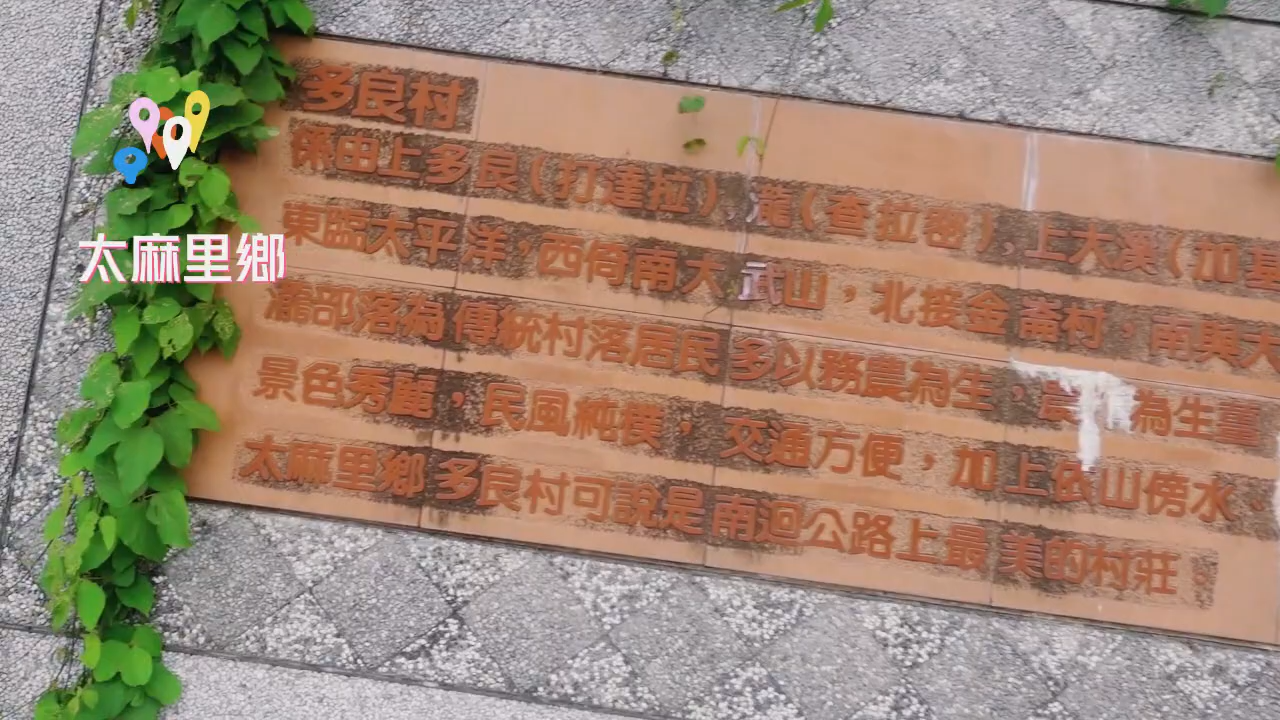 多良村
係由上多良(打達拉),瀧(查拉密),上大溪(加基
東臨太平洋,西倚南大武山,北接金崙村,南與大
瀧部落為傳統村落居民多以務農為生,農 為生薑
景色秀麗,民風純樸,交通方便,加上依山傍水。
太麻里鄉多良村可說是南迴公路上最美的村莊。
太麻里鄉